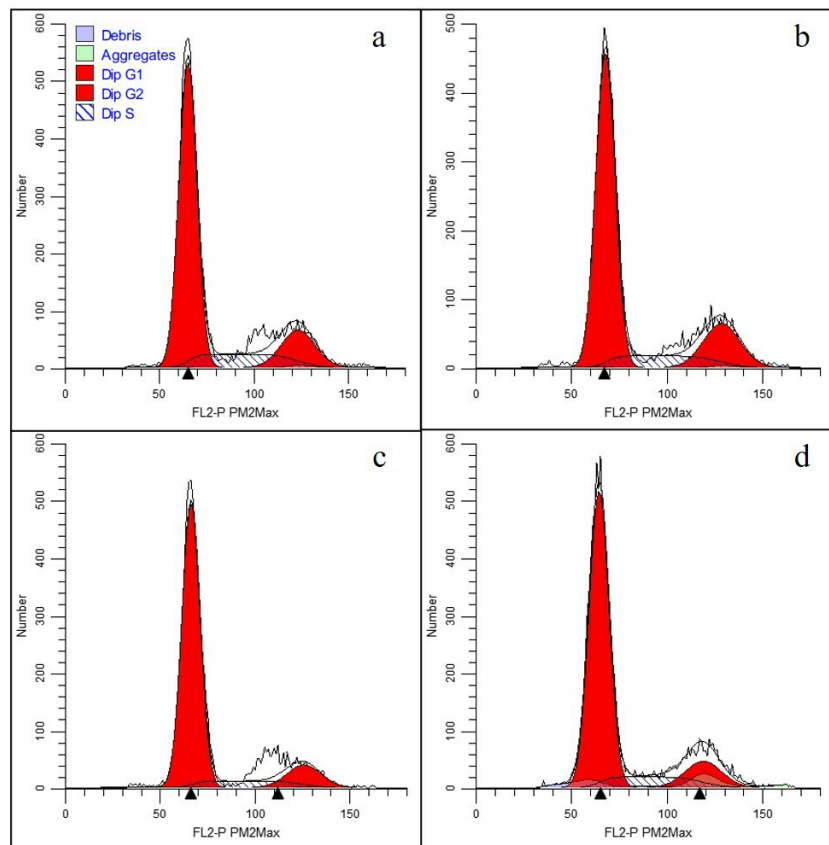 a
Debris
Aggregates
Dip G1
Dip G2
Dip S
Number
0 100 200 300 400 500 600
0 50 100 150
FL2-P PM2Max
b
Number
0 100 200 300 400 500
0 50 100 150
FL2-P PM2Max
c
Number
0 100 200 300 400 500 600
0 50 100 150
FL2-P PM2Max
d
Number
0 100 200 300 400 500 600
0 50 100 150
FL2-P PM2Max